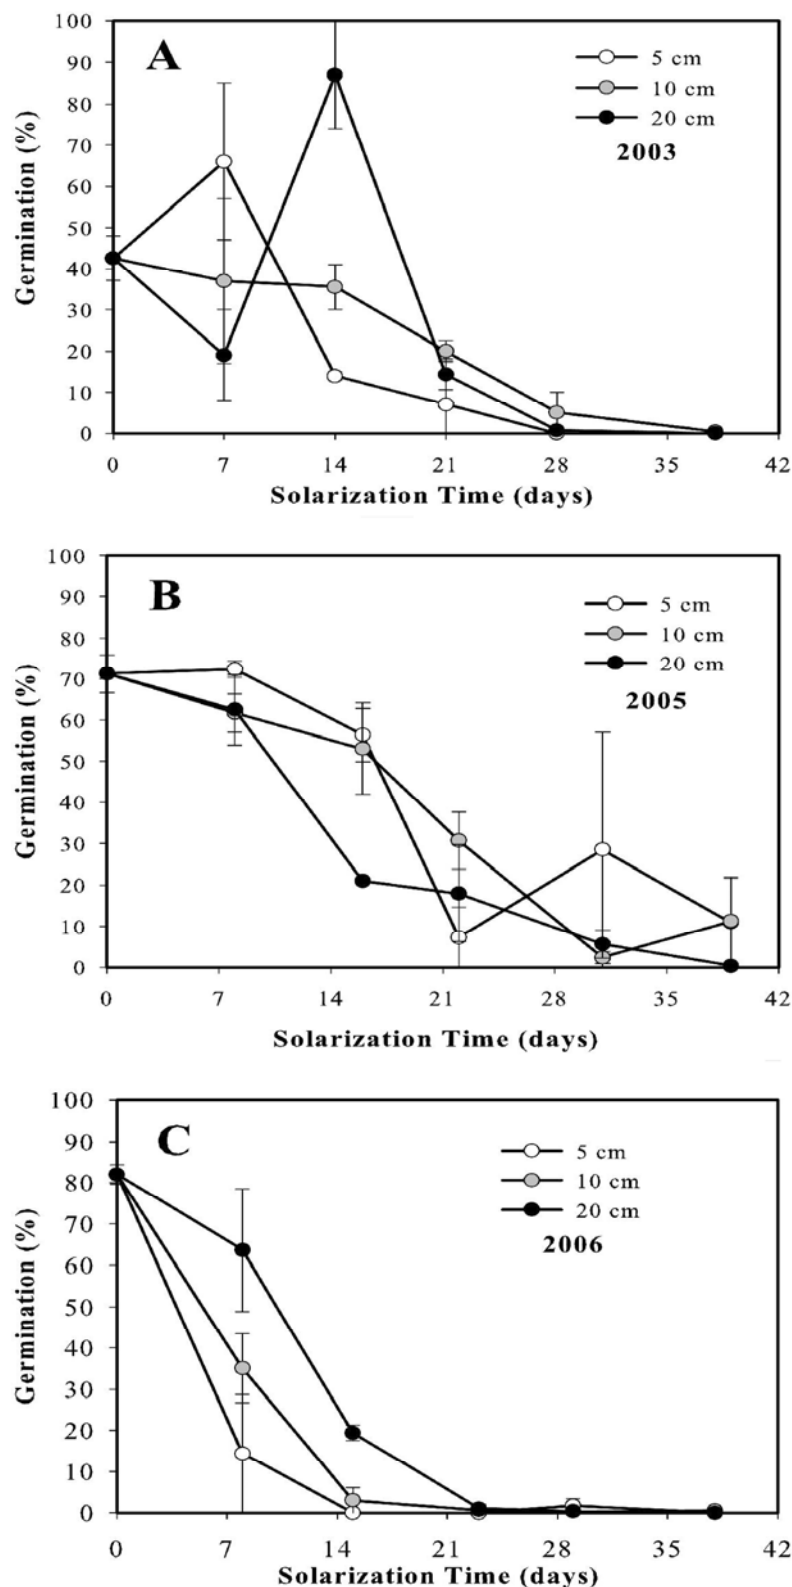 100
A
5 cm
90
10 cm
80
20 cm
70
2003
60
50
40
30
20
10
0
Germination (%)
0 7 14 21 28 35 42
Solarization Time (days)
100
B
90
5 cm
80
10 cm
70
20 cm
60
2005
50
40
30
20
10
0
Germination (%)
0 7 14 21 28 35 42
Solarization Time (days)
100
C
90
5 cm
80
10 cm
70
20 cm
60
2006
50
40
30
20
10
0
Germination (%)
0 7 14 21 28 35 42
Solarization Time (days)